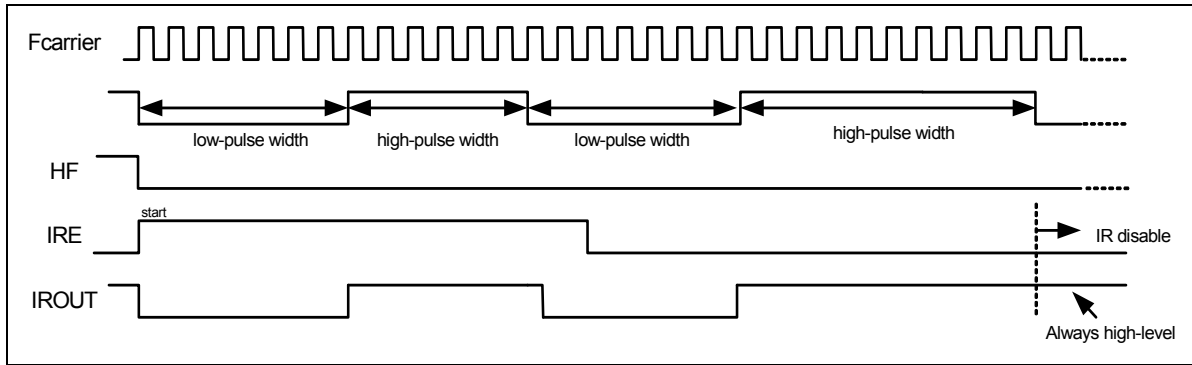 Fcarrier
low-pulse width
high-pulse width
low-pulse width
high-pulse width
HF
start
IRE
IR disable
IROUT
Always high-level